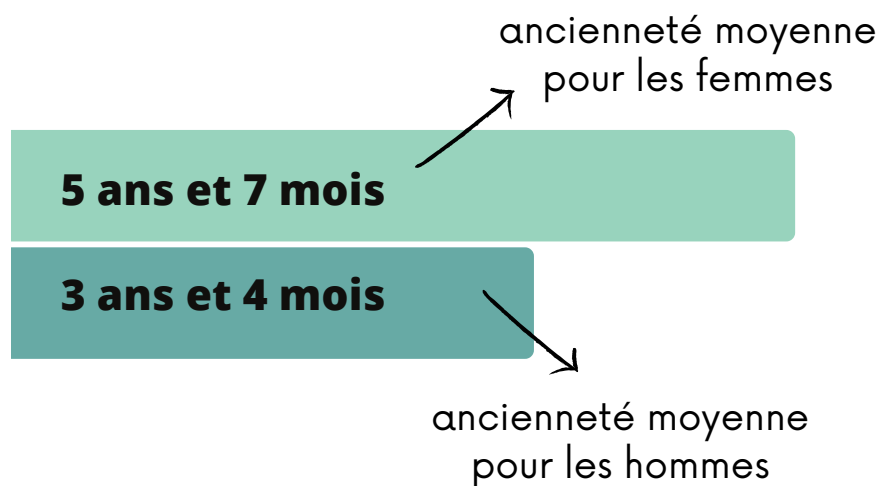 ancienneté moyenne
pour les femmes
5 ans et 7 mois
3 ans et 4 mois
ancienneté moyenne
pour les hommes